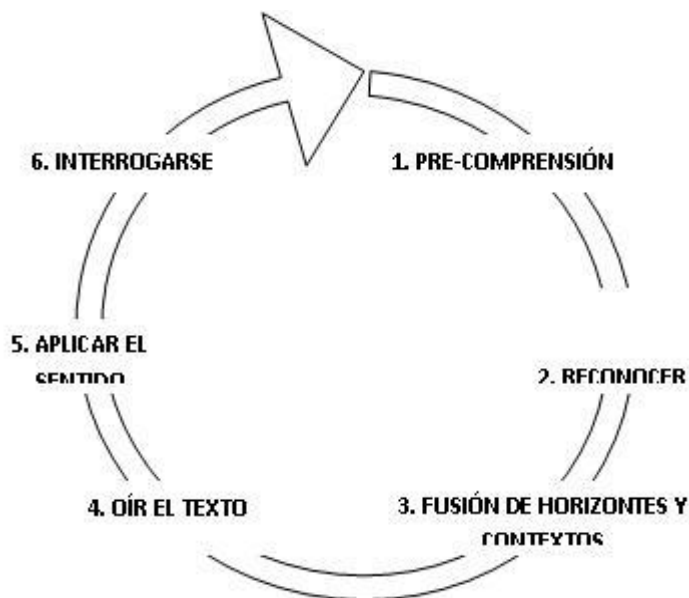 1. PRE-COMPRENSIÓN
2. RECONOCER
3. FUSIÓN DE HORIZONTES Y
CONTEXTOS
4. OÍR EL TEXTO
5. APLICAR EL
SENTIDO
6. INTERROGARSE